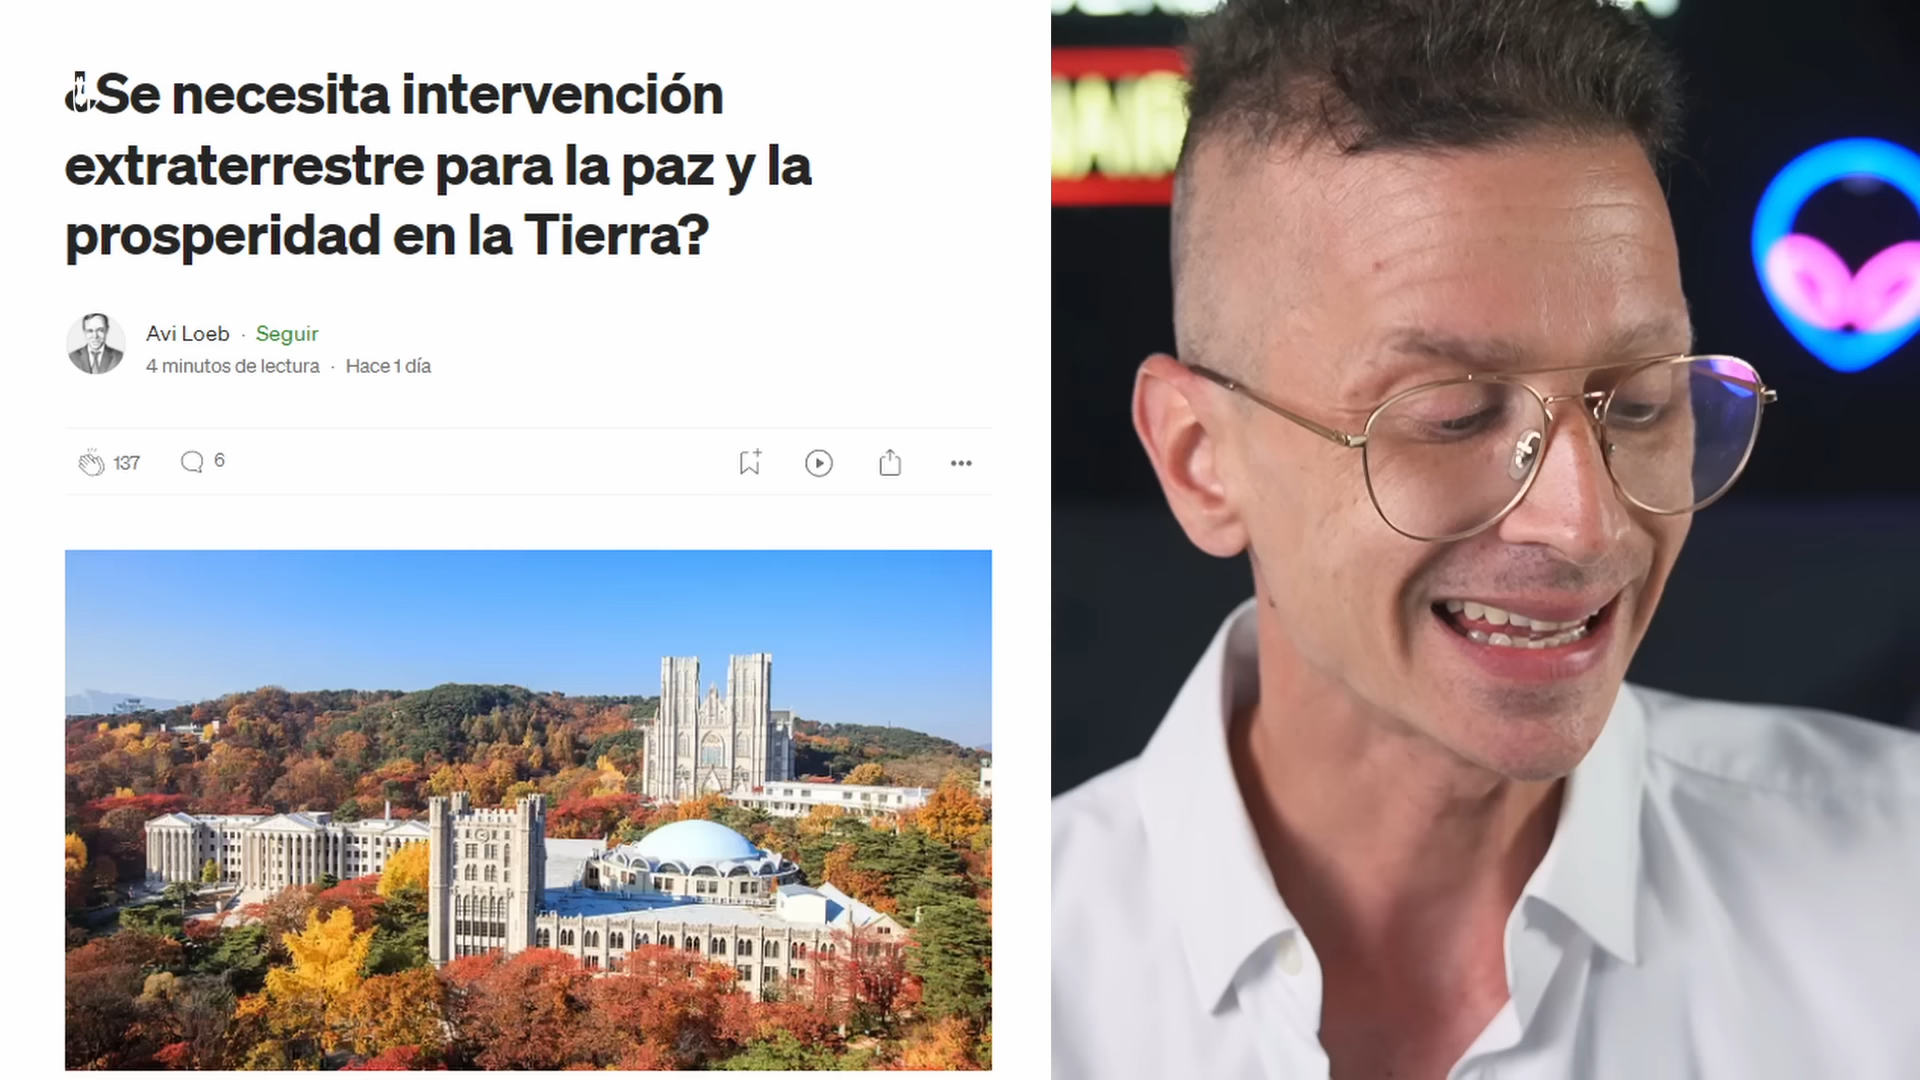 ¿Se necesita intervención
extraterrestre para la paz y la
prosperidad en la Tierra?
Avi Loeb · Seguir
4 minutos de lectura · Hace 1 día
137 6